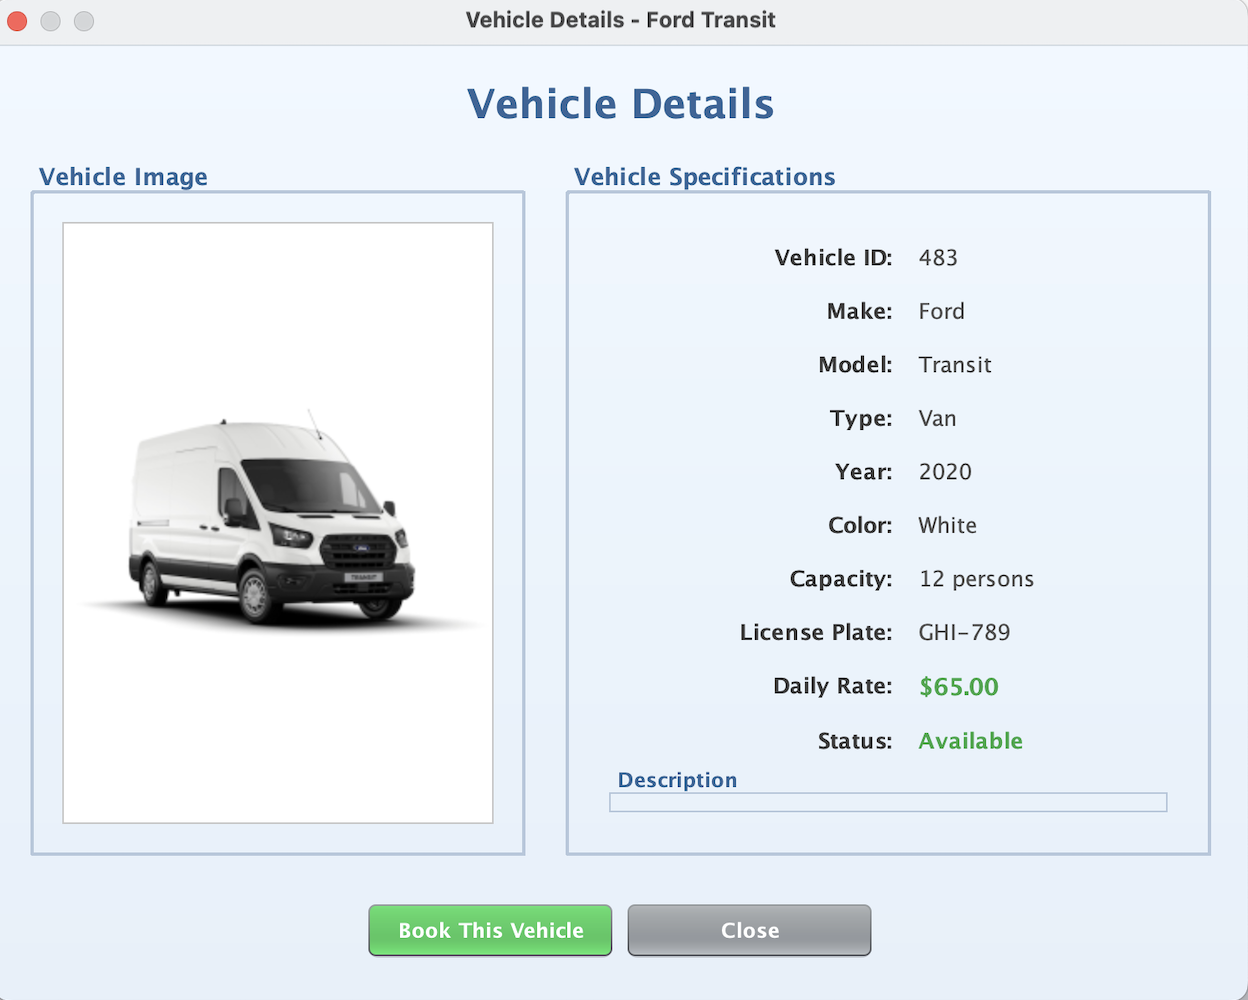 Vehicle Details - Ford Transit
Vehicle Details
Vehicle Image
TRANSIT
Vehicle Specifications
Vehicle ID: 483
Make: Ford
Model: Transit
Type: Van
Year: 2020
Color: White
Capacity: 12 persons
License Plate: GHI-789
Daily Rate: $65.00
Status: Available
Description
Book This Vehicle
Close